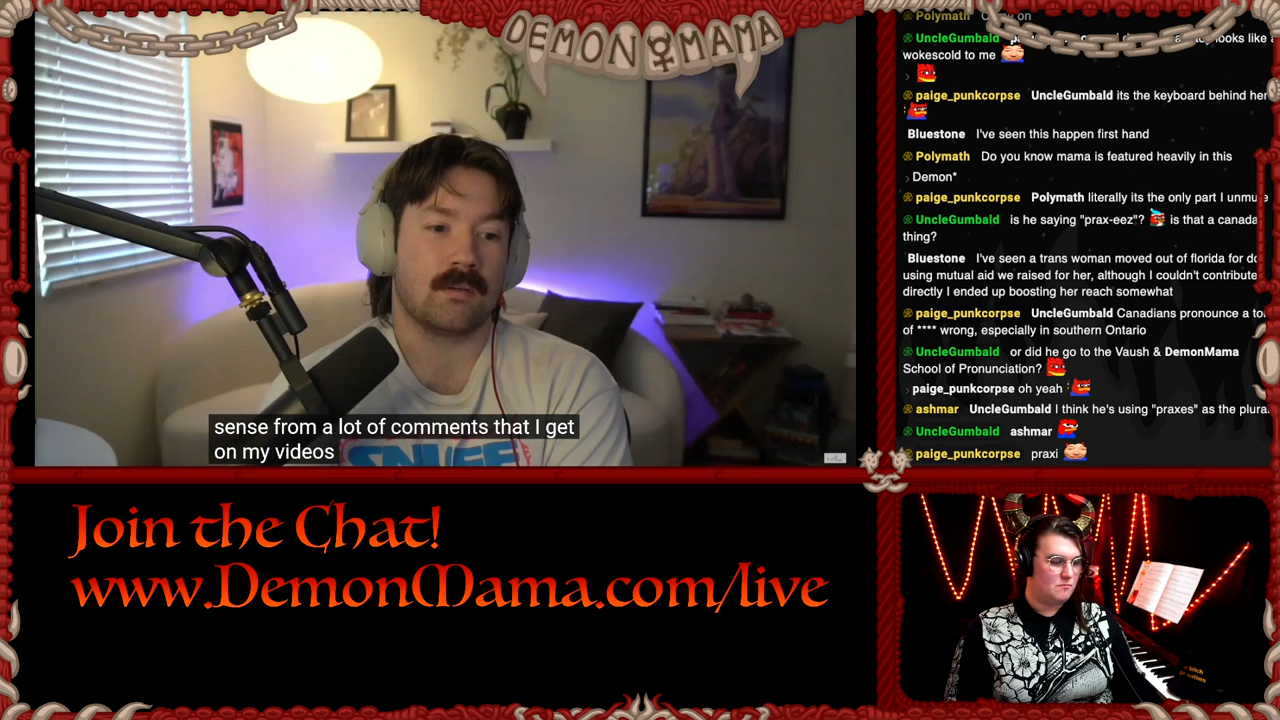 DEMON MAMA
Polymath on
UncleGumbald looks like a
wokescold to me
paige_punkcorpse UncleGumbald its the keyboard behind her
Bluestone I've seen this happen first hand
Polymath Do you know mama is featured heavily in this
Demon*
paige_punkcorpse Polymath literally its the only part I unmute
UncleGumbald is he saying "prax-eez"? is that a canada
thing?
Bluestone I've seen a trans woman moved out of florida for
using mutual aid we raised for her, although I couldn't contribute
directly I ended up boosting her reach somewhat
paige_punkcorpse UncleGumbald Canadians pronounce a
of **** wrong, especially in southern Ontario
UncleGumbald or did he go to the Vaush & DemonMama
School of Pronunciation?
paige_punkcorpse oh yeah
ashmar UncleGumbald I think he's using "praxes" as the plural
UncleGumbald ashmar
paige_punkcorpse praxi
sense from a lot of comments that I get
on my videos
Join the Chat!
www.DemonMama.com/live